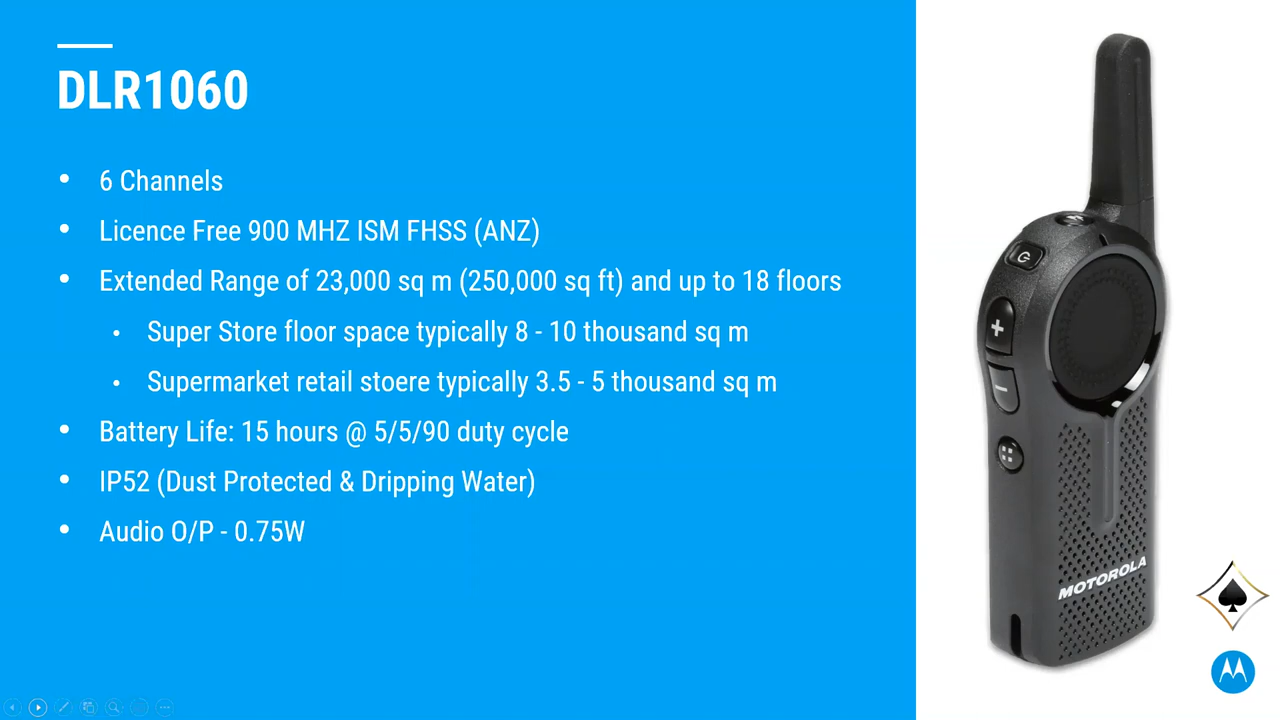 DLR1060
• 6 Channels
• Licence Free 900 MHZ ISM FHSS (ANZ)
• Extended Range of 23,000 sq m (250,000 sq ft) and up to 18 floors
• Super Store floor space typically 8 - 10 thousand sq m
• Supermarket retail stoere typically 3.5 - 5 thousand sq m
• Battery Life: 15 hours @ 5/5/90 duty cycle
• IP52 (Dust Protected & Dripping Water)
• Audio O/P - 0.75W
MOTOROLA